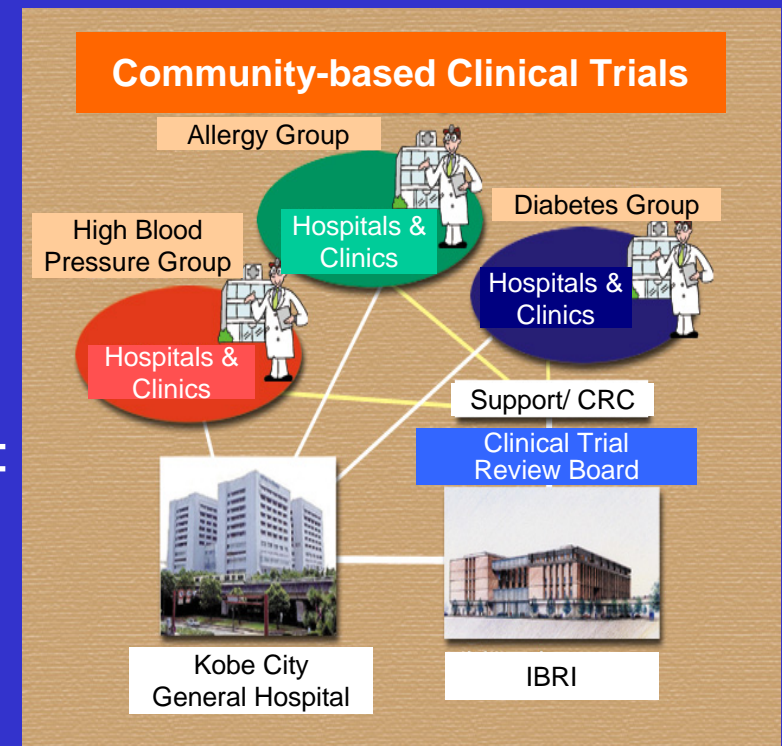 Community-based Clinical Trials
Allergy Group
High Blood
Pressure Group
Diabetes Group
Hospitals &
Clinics
Hospitals &
Clinics
Hospitals &
Clinics
Support/ CRC
Clinical Trial
Review Board
Kobe City
General Hospital
IBRI